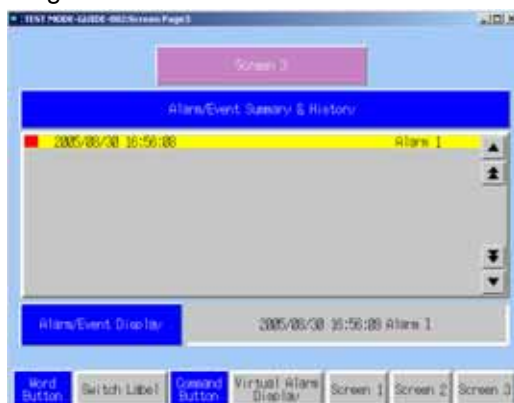 TEST MODE-GUIDE-002:Screen Page3
Screen 3
Alarm/Event Summary & History
2005/08/30 16:56:08 Alarm 1
Alarm/Event Display
2005/08/30 16:56:08 Alarm 1
Word Button
Switch Label
Command Button
Virtual Alarm Display
Screen 1
Screen 2
Screen 3